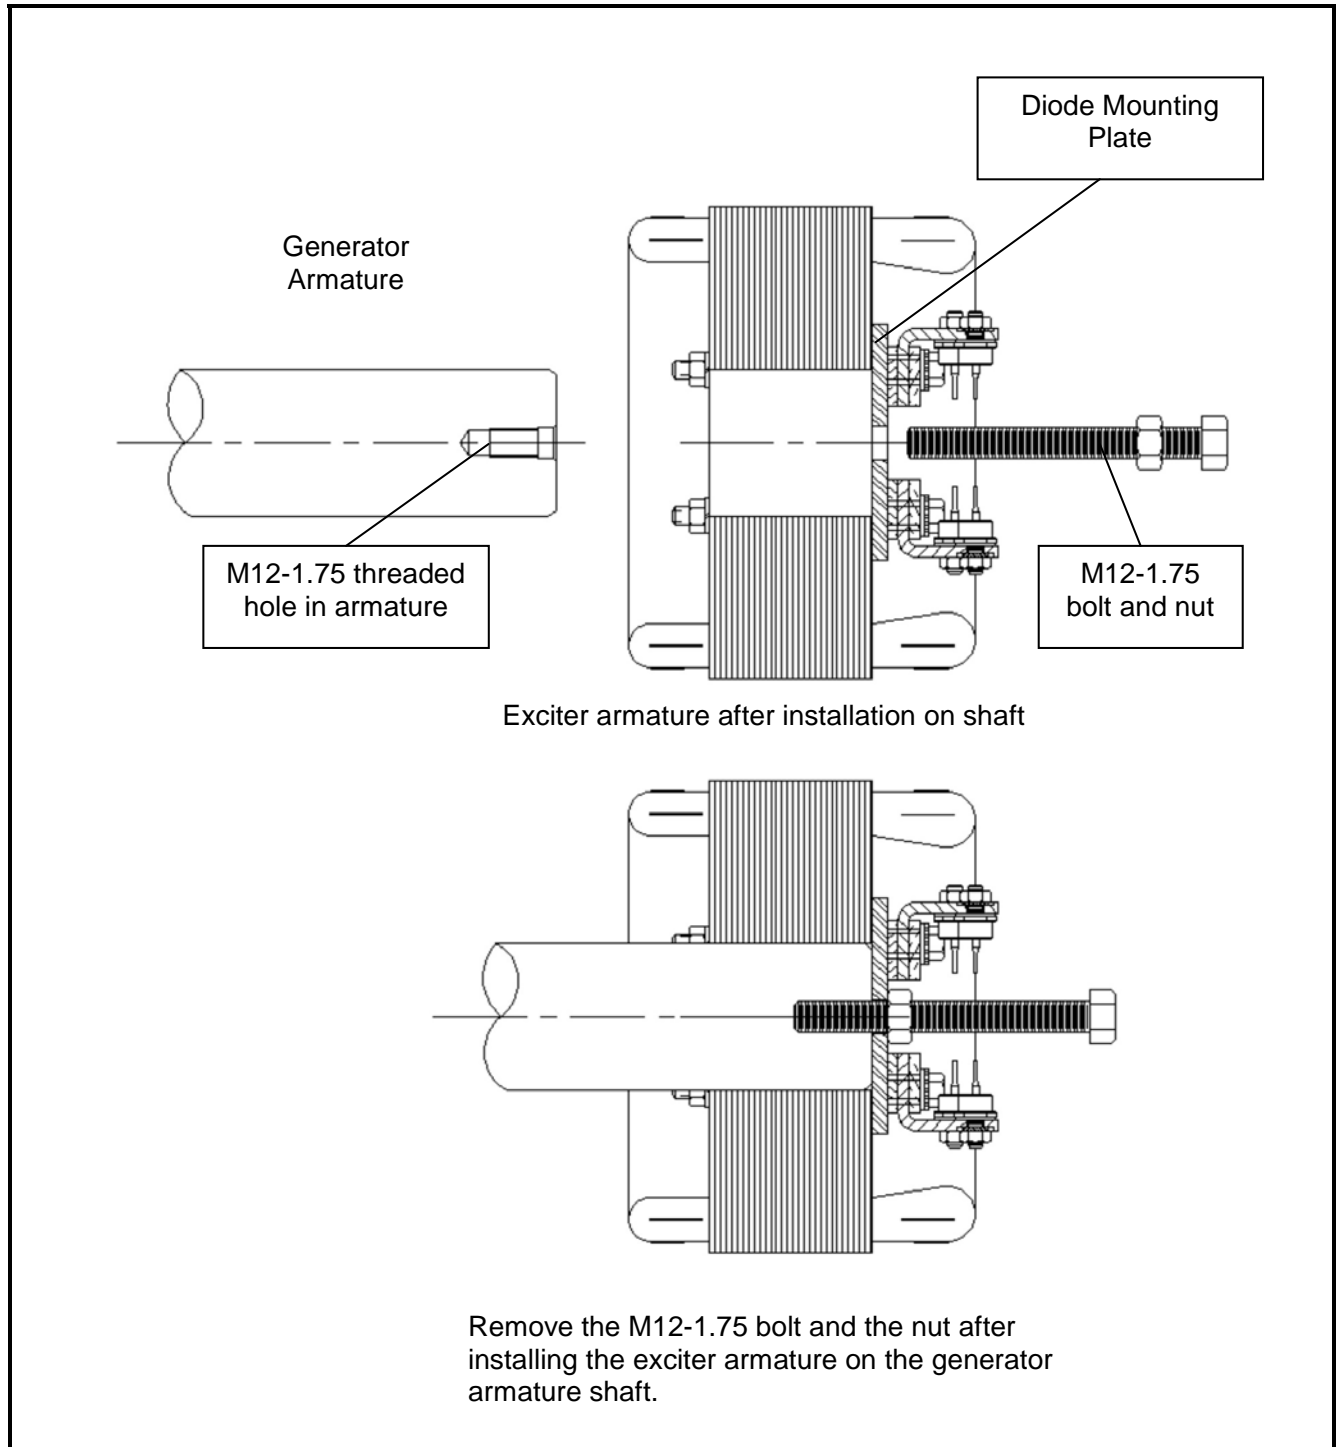 Diode Mounting
Plate
Generator
Armature
M12-1.75 threaded
hole in armature
M12-1.75
bolt and nut
Exciter armature after installation on shaft
Remove the M12-1.75 bolt and the nut after
installing the exciter armature on the generator
armature shaft.